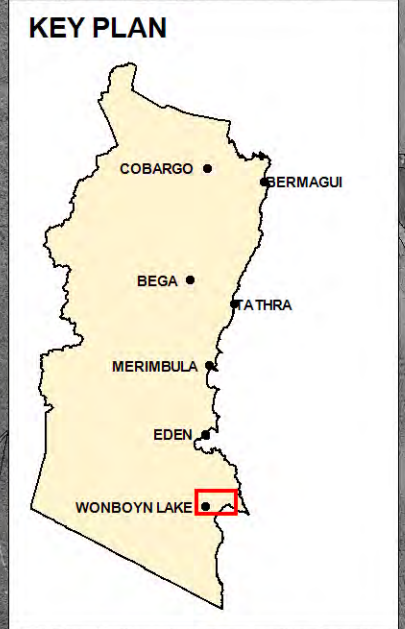 KEY PLAN
COBARGO
BERMAGUI
BEGA
TATHRA
MERIMBULA
EDEN
WONBOYN LAKE